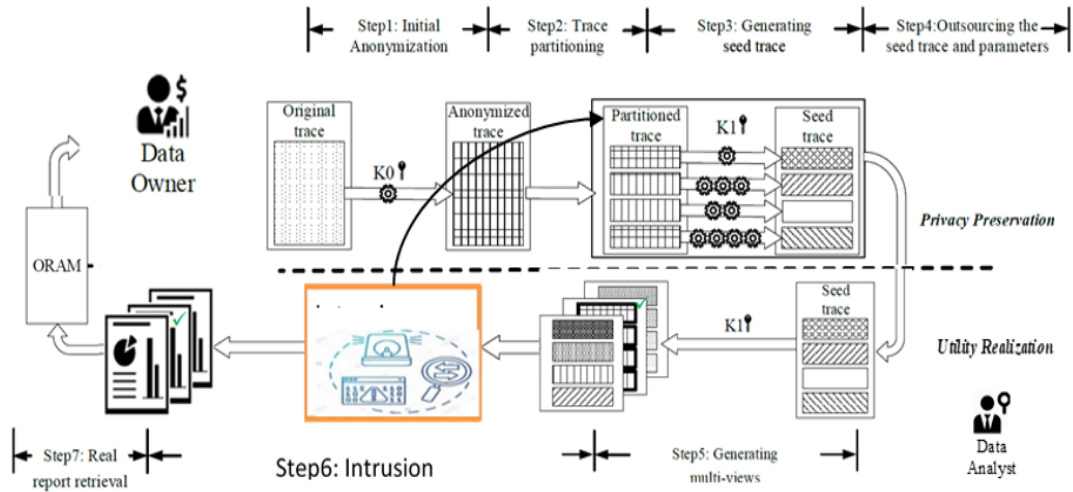 Step1: Initial
Anonymization
Step2: Trace
partitioning
Step3: Generating
seed trace
Step4:Outsourcing the
seed trace and parameters
Data
Owner
Original
trace
K0
Anonymized
trace
Partitioned
trace
K1
Seed
trace
Privacy Preservation
ORAM
Seed
trace
K1
Utility Realization
Data
Analyst
Step7: Real
report retrieval
Step6: Intrusion
Step5: Generating
multi-views